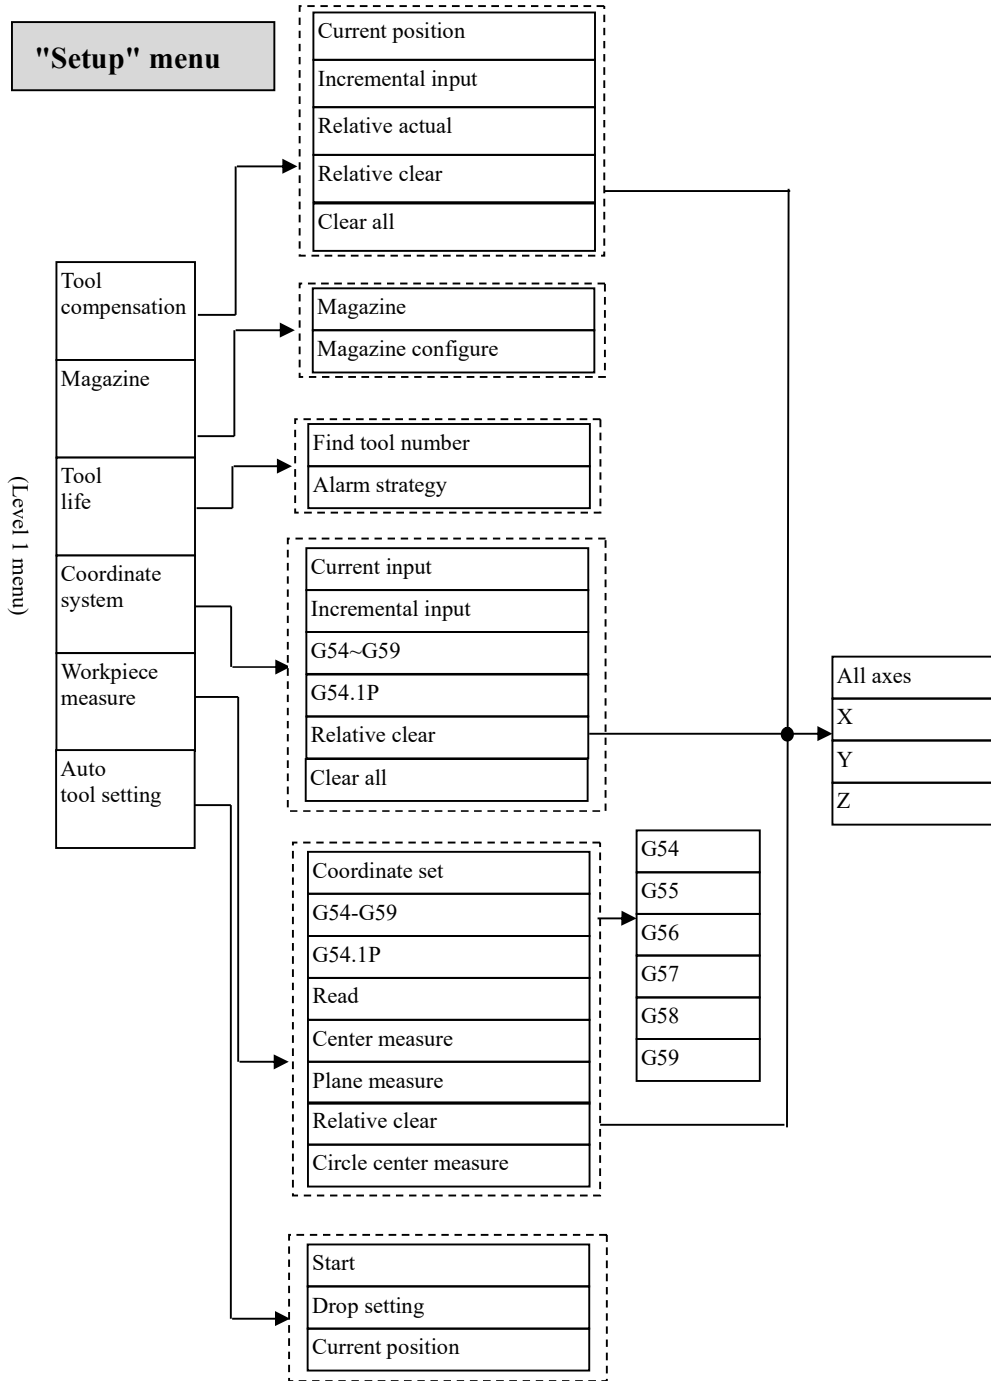 "Setup" menu
(Level 1 menu)
Tool
compensation
Magazine
Tool
life
Coordinate
system
Workpiece
measure
Auto
tool setting
Current position
Incremental input
Relative actual
Relative clear
Clear all
Magazine
Magazine configure
Find tool number
Alarm strategy
Current input
Incremental input
G54~G59
G54.1P
Relative clear
Clear all
Coordinate set
G54-G59
G54.1P
Read
Center measure
Plane measure
Relative clear
Circle center measure
Start
Drop setting
Current position
G54
G55
G56
G57
G58
G59
All axes
X
Y
Z